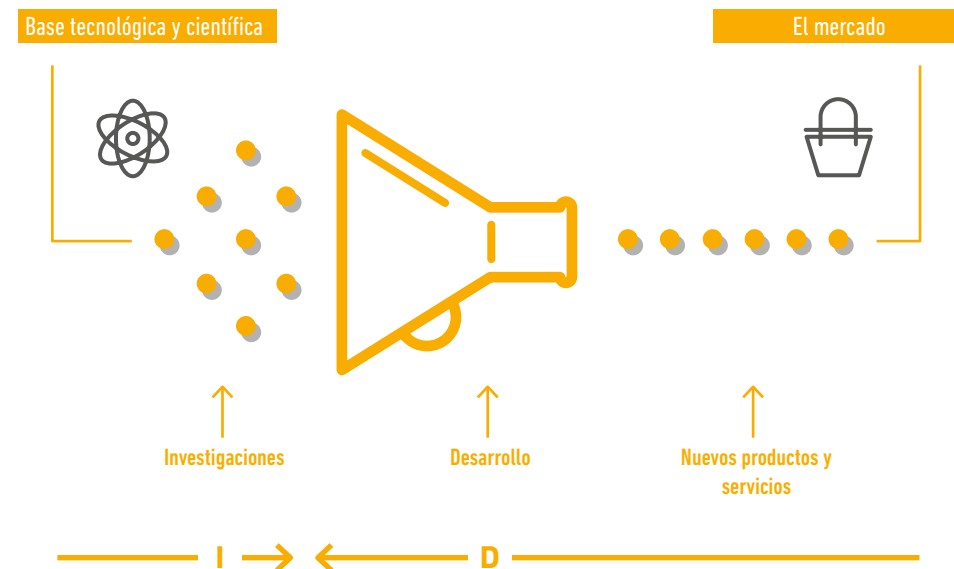 Base tecnológica y científica
El mercado
Investigaciones
Desarrollo
Nuevos productos y
servicios
I
D